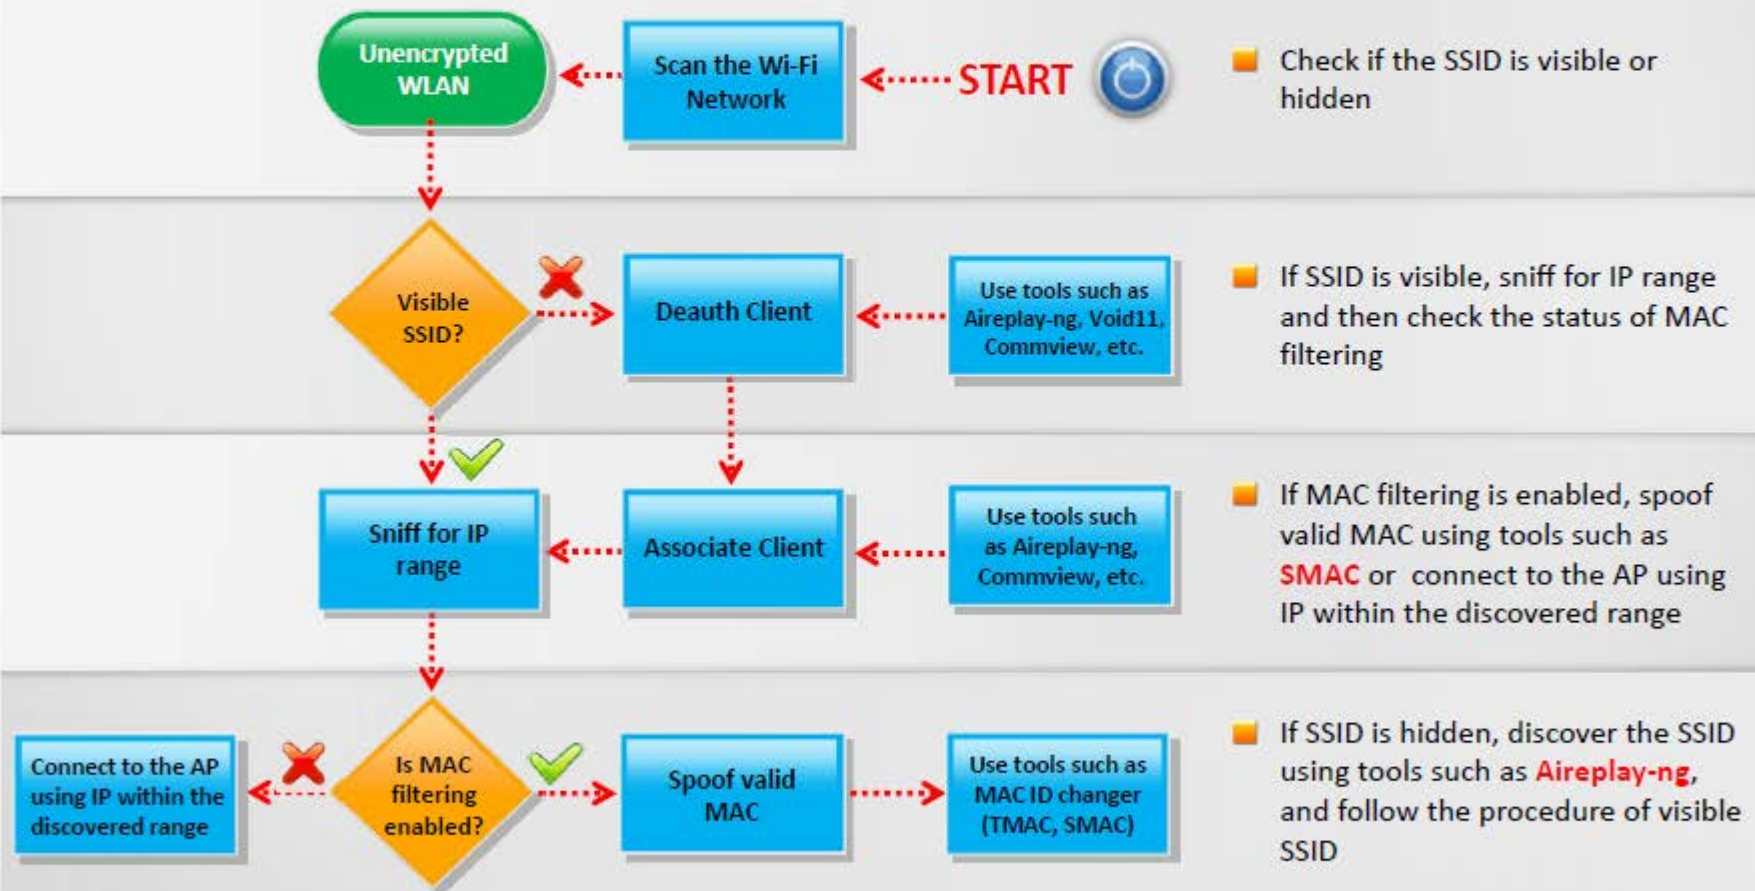 Unencrypted
WLAN
Scan the Wi-Fi
Network
START
Check if the SSID is visible or
hidden
Visible
SSID?
Deauth Client
Use tools such as
Aireplay-ng, Void11,
Commview, etc.
If SSID is visible, sniff for IP range
and then check the status of MAC
filtering
Sniff for IP
range
Associate Client
Use tools such
as Aireplay-ng,
Commview, etc.
If MAC filtering is enabled, spoof
valid MAC using tools such as
SMAC or connect to the AP using
IP within the discovered range
Connect to the AP
using IP within the
discovered range
Is MAC
filtering
enabled?
Spoof valid
MAC
Use tools such as
MAC ID changer
(TMAC, SMAC)
If SSID is hidden, discover the SSID
using tools such as Aireplay-ng,
and follow the procedure of visible
SSID